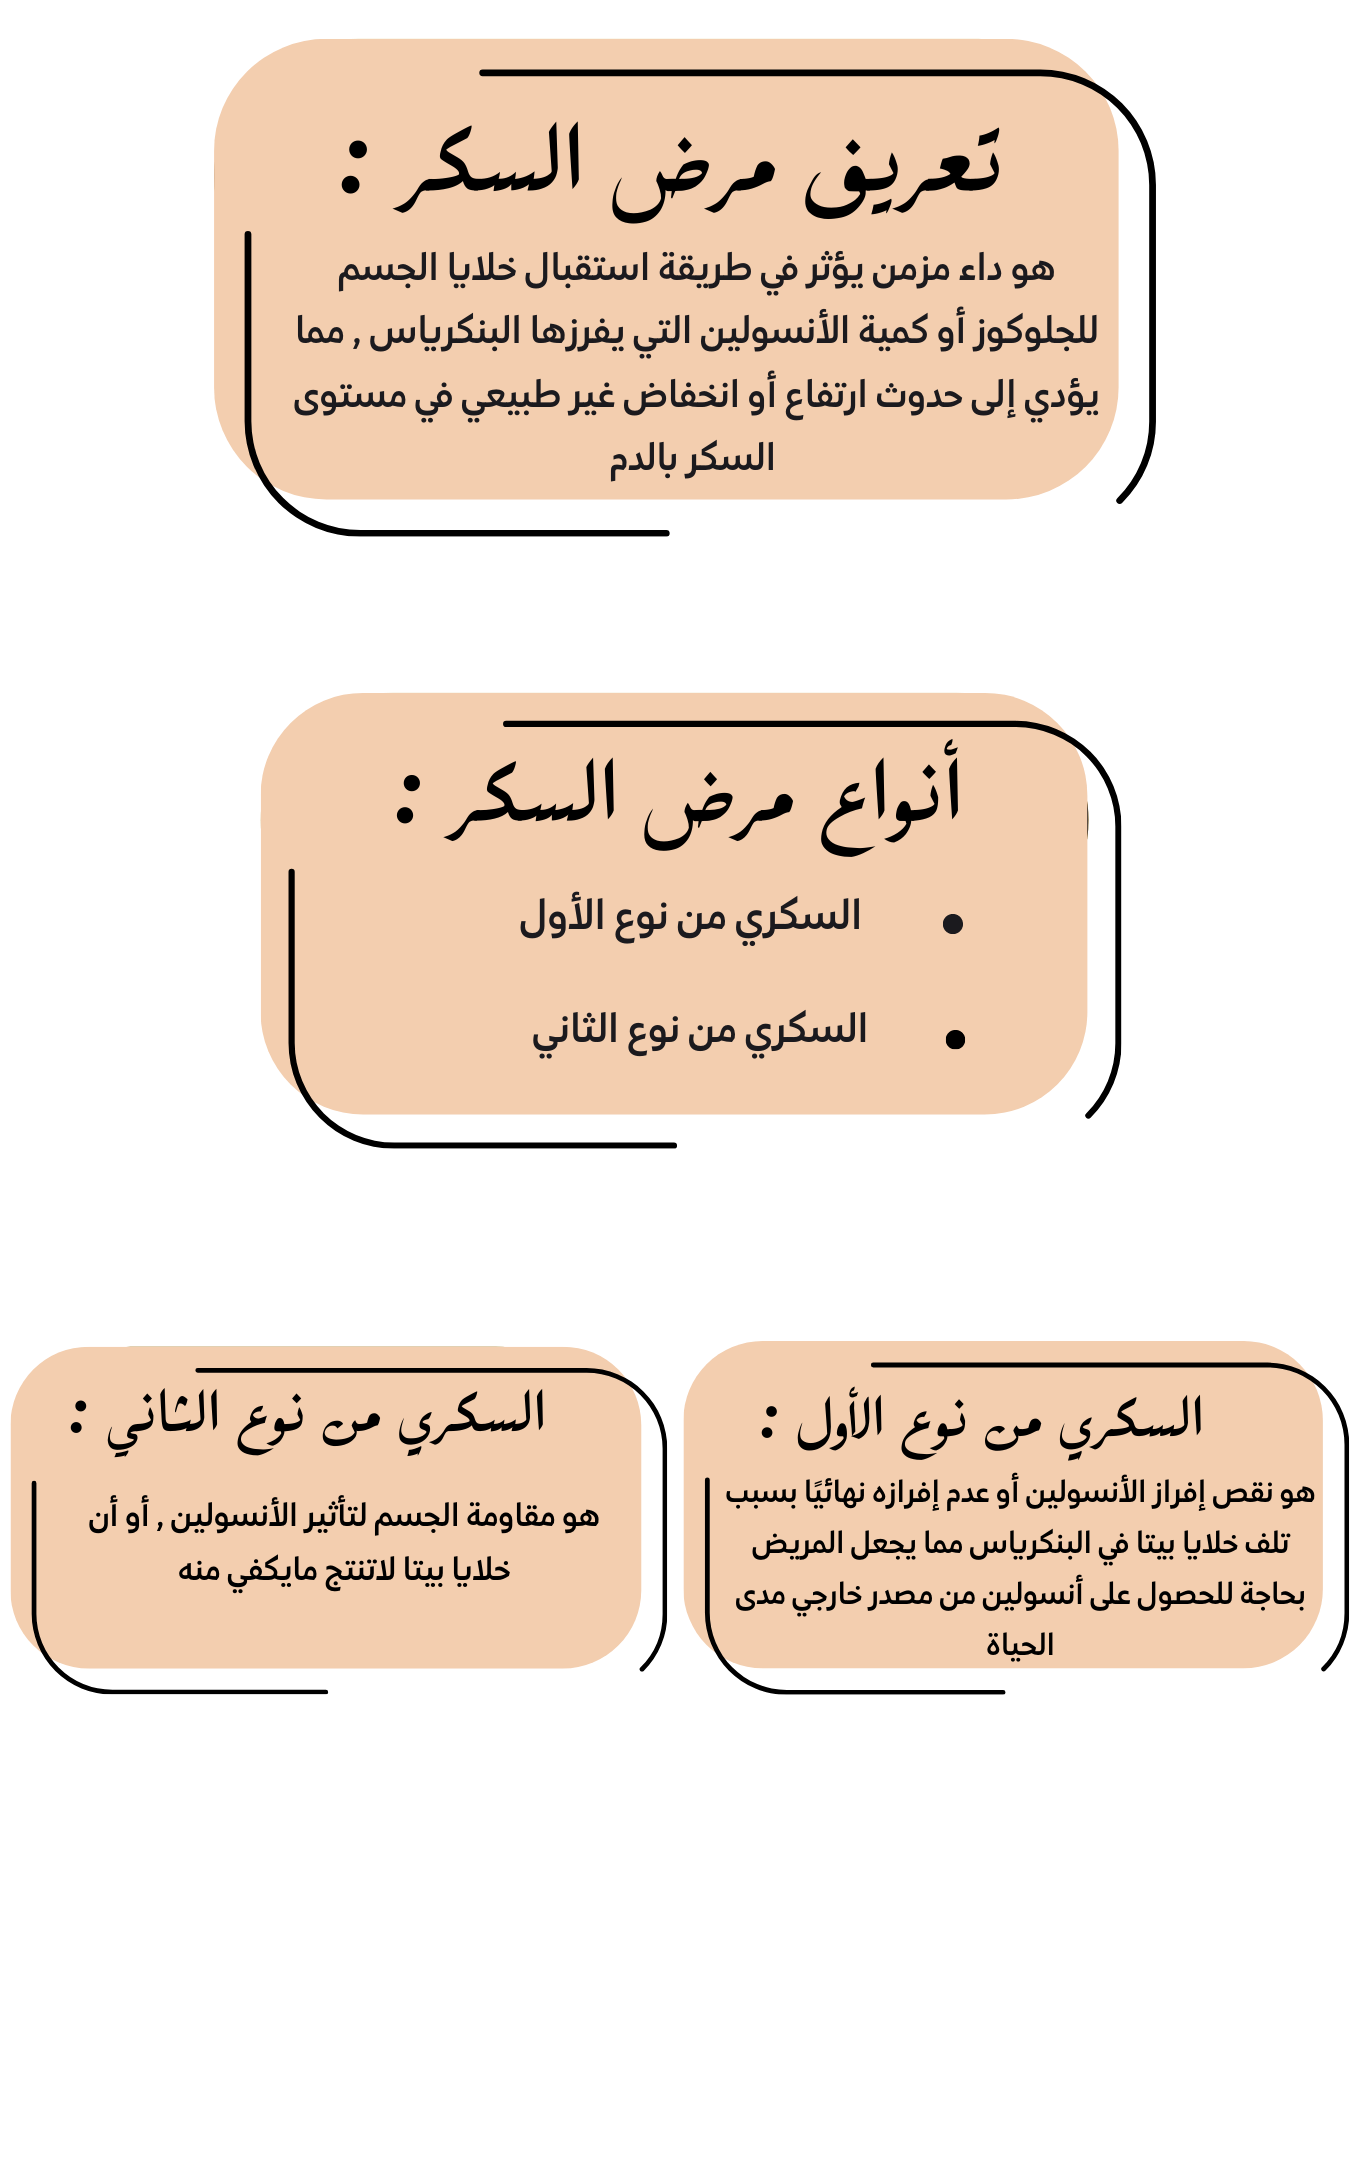 تعريف مرض السكر :
هو داء مزمن يؤثر في طريقة استقبال خلايا الجسم
للجلوكوز أو كمية الأنسولين التي يفرزها البنكرياس , مما
يؤدي إلى حدوث ارتفاع أو انخفاض غير طبيعي في مستوى
السكر بالدم
أنواع مرض السكر :
• السكري من نوع الأول
• السكري من نوع الثاني
السكري من نوع الأول :
هو نقص إفراز الأنسولين أو عدم إفرازه نهائيًا بسبب
تلف خلايا بيتا في البنكرياس مما يجعل المريض
بحاجة للحصول على أنسولين من مصدر خارجي مدى
الحياة
السكري من نوع الثاني :
هو مقاومة الجسم لتأثير الأنسولين , أو أن
خلايا بيتا لاتنتج مايكفي منه